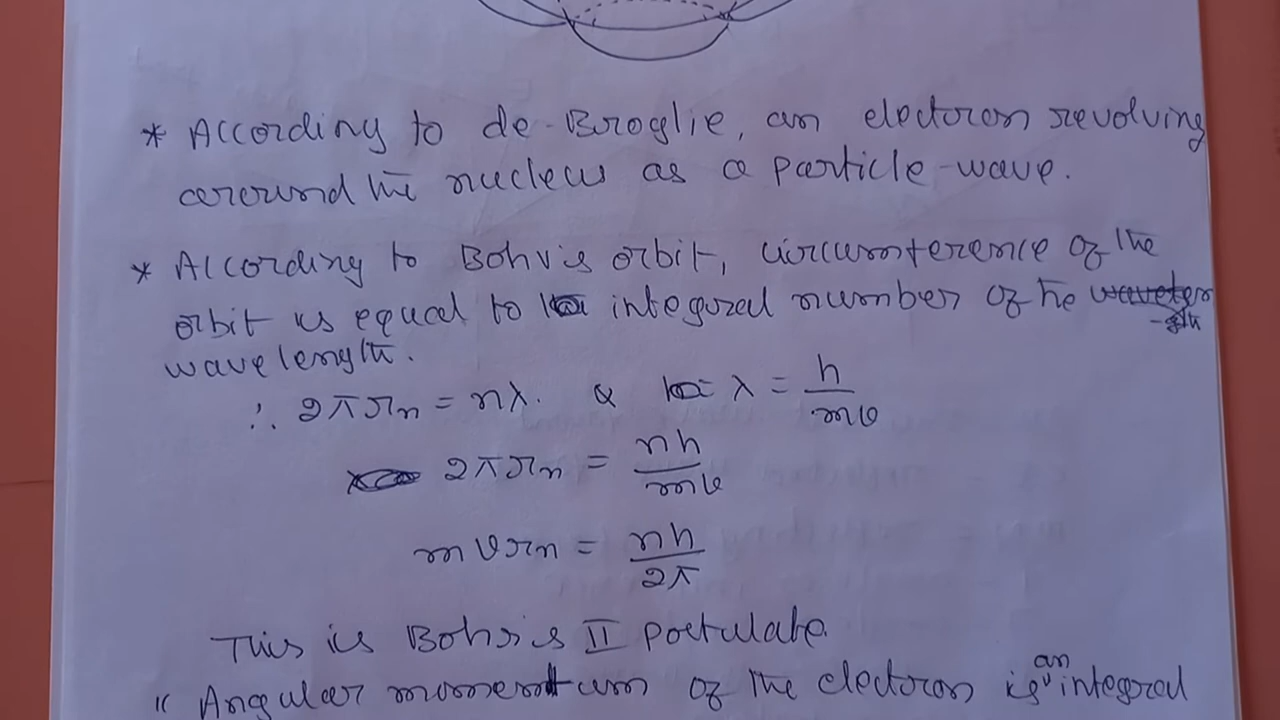 * According to de-Broglie, an electron revolving
around the nucleus as a particle-wave.
* According to Bohr's orbit, circumference of the
orbit is equal to integral number of the
wavelength.
∴ 2πrn = nλ. & λ = h/mv
2πrn = nh/mv
mvrn = nh/2π
This is Bohr's II Postulate.
" Angular momentum of the electron is an integral